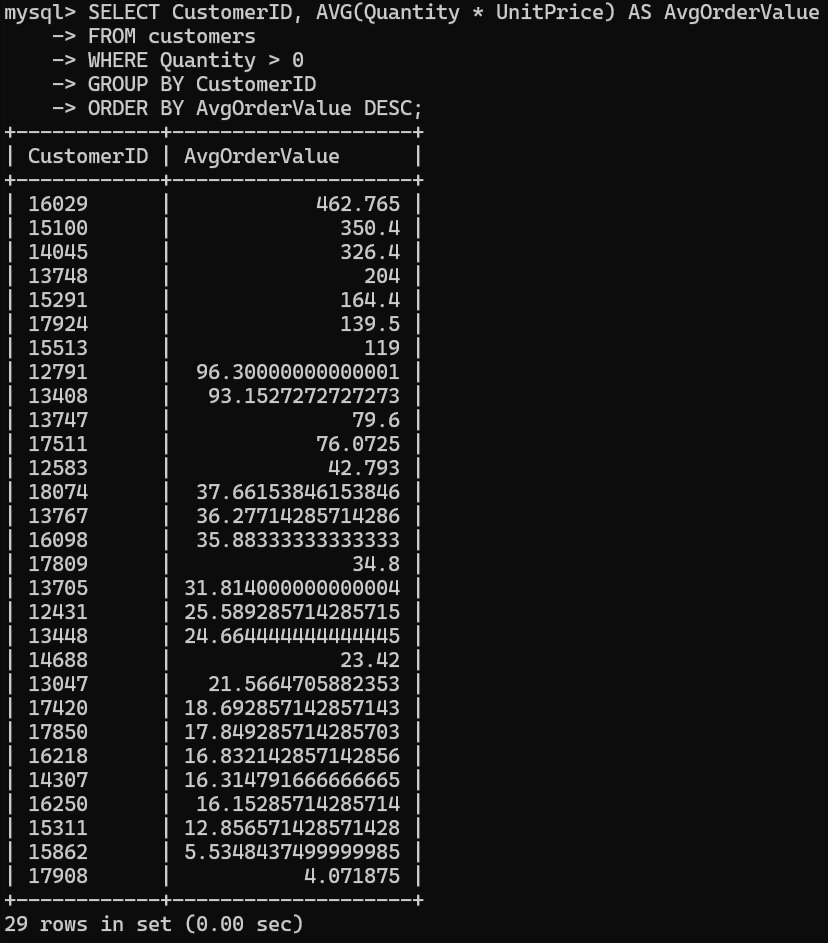 mysql> SELECT CustomerID, AVG(Quantity * UnitPrice) AS AvgOrderValue
    -> FROM customers
    -> WHERE Quantity > 0
    -> GROUP BY CustomerID
    -> ORDER BY AvgOrderValue DESC;
+------------+--------------------+
| CustomerID | AvgOrderValue      |
+------------+--------------------+
| 16029      |            462.765 |
| 15100      |              350.4 |
| 14045      |              326.4 |
| 13748      |                204 |
| 15291      |              164.4 |
| 17924      |              139.5 |
| 15513      |                119 |
| 12791      |  96.30000000000001 |
| 13408      |   93.1527272727273 |
| 13747      |               79.6 |
| 17511      |            76.0725 |
| 12583      |             42.793 |
| 18074      |  37.66153846153846 |
| 13767      |  36.27714285714286 |
| 16098      |  35.88333333333333 |
| 17809      |               34.8 |
| 13705      | 31.814000000000004 |
| 12431      | 25.589285714285715 |
| 13448      | 24.664444444444445 |
| 14688      |              23.42 |
| 13047      |   21.5664705882353 |
| 17420      | 18.692857142857143 |
| 17850      | 17.849285714285703 |
| 16218      | 16.832142857142856 |
| 14307      | 16.314791666666665 |
| 16250      |  16.15285714285714 |
| 15311      | 12.856571428571428 |
| 15862      | 5.5348437499999985 |
| 17908      |           4.071875 |
+------------+--------------------+
29 rows in set (0.00 sec)